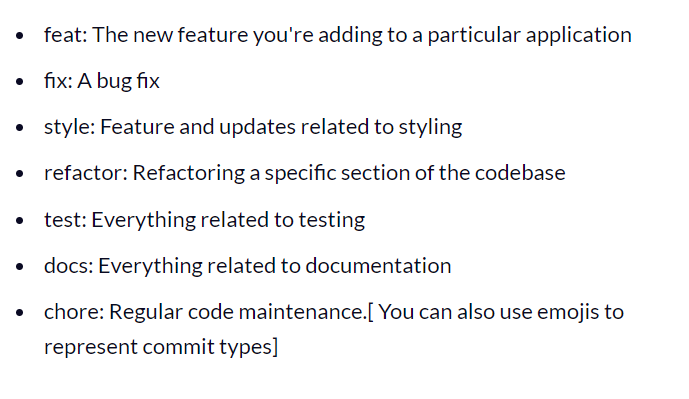 • feat: The new feature you're adding to a particular application
• fix: A bug fix
• style: Feature and updates related to styling
• refactor: Refactoring a specific section of the codebase
• test: Everything related to testing
• docs: Everything related to documentation
• chore: Regular code maintenance.[ You can also use emojis to
represent commit types]